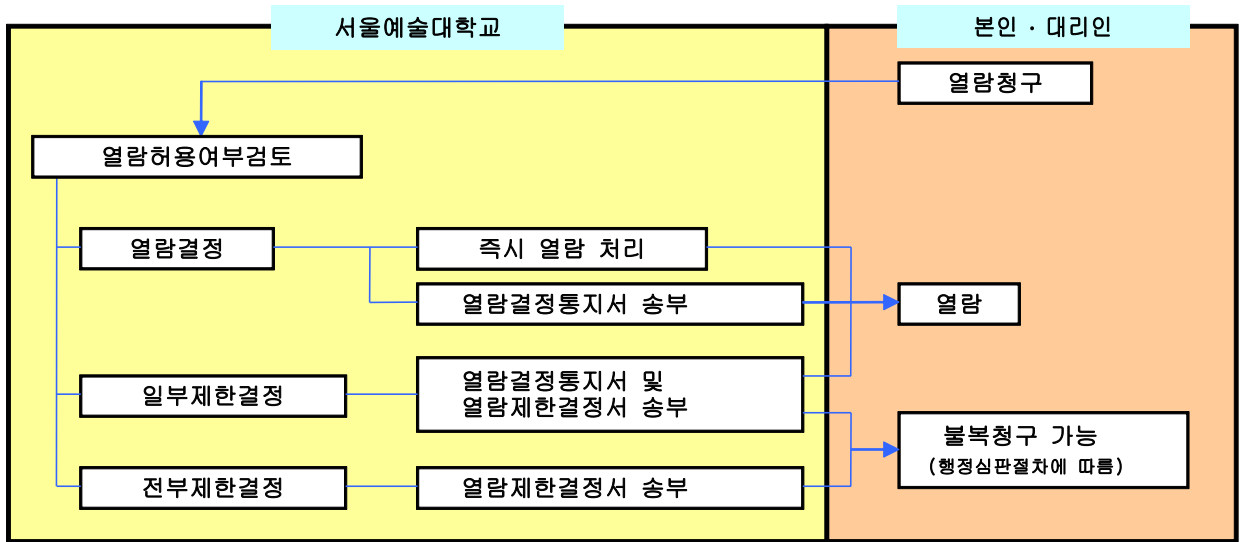 서울예술대학교
본인 · 대리인
열람청구
열람허용여부검토
열람결정
즉시 열람 처리
열람결정통지서 송부
열람
일부제한결정
열람결정통지서 및
열람제한결정서 송부
불복청구 가능
(행정심판절차에 따름)
전부제한결정
열람제한결정서 송부